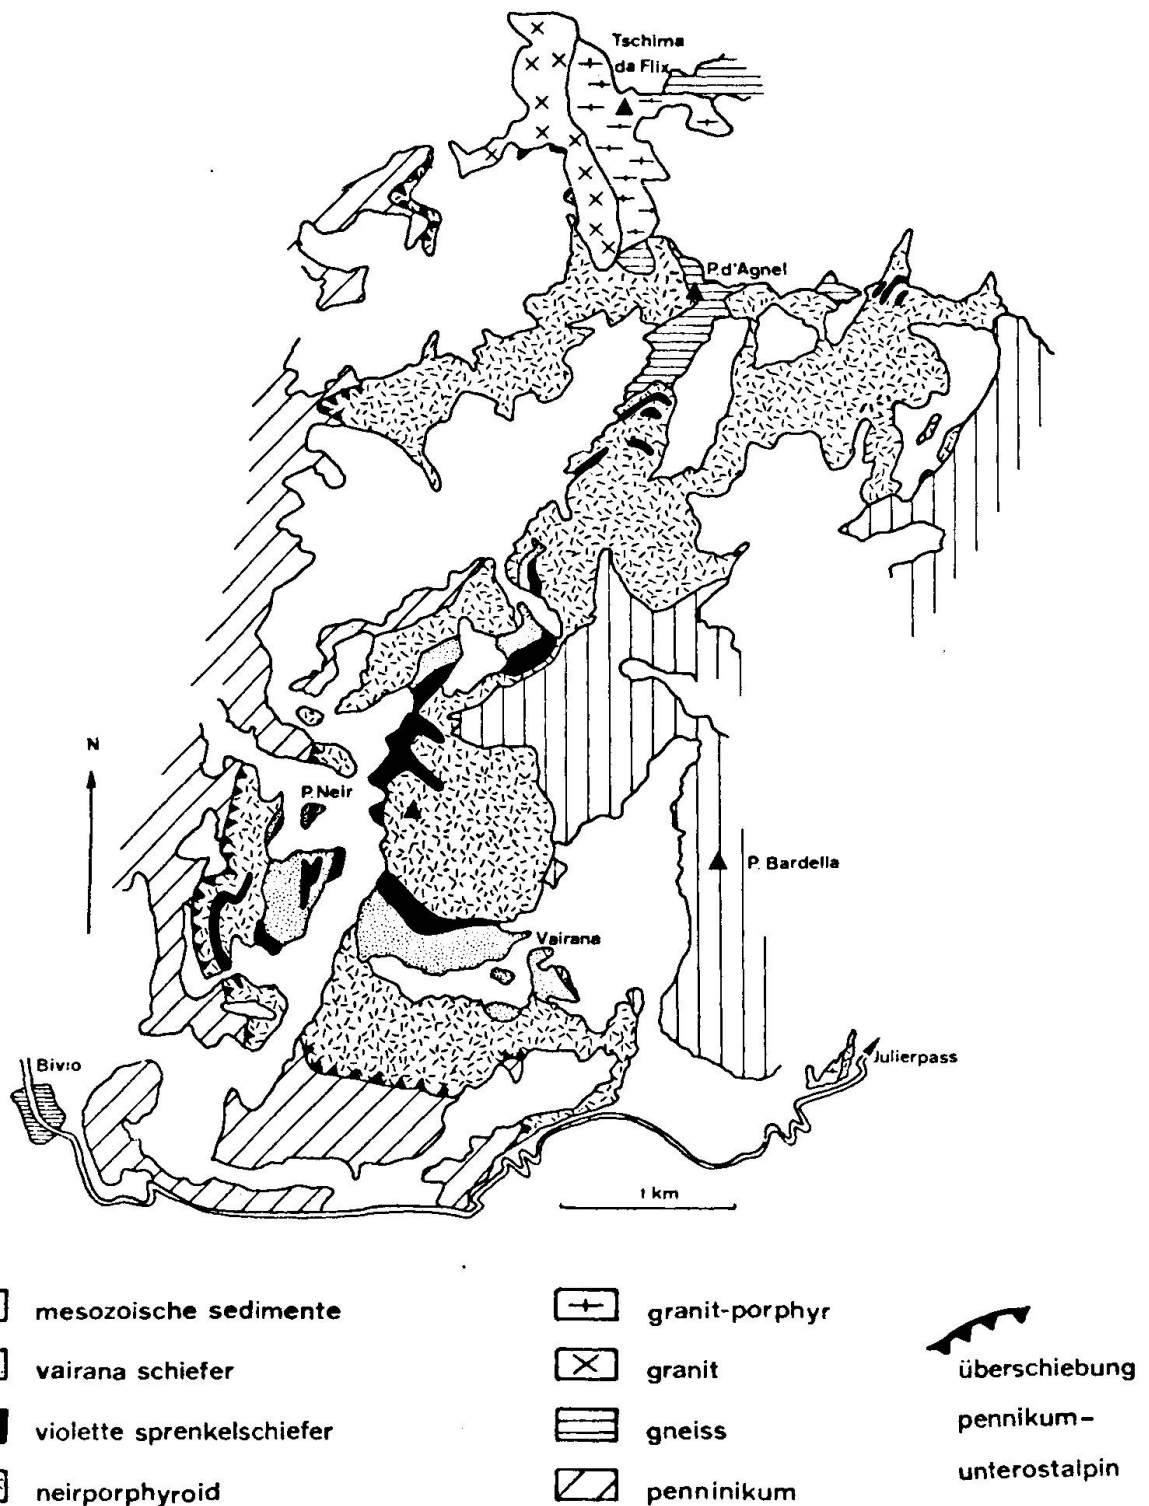 Tschima
da Flix
P.d'Agnel
N
P. Neir
P. Bardella
Vairana
Bivio
Julierpass
1 km
mesozoische sedimente
granit-porphyr
vairana schiefer
granit
überschiebung
violette sprenkelschiefer
gneiss
pennikum-
neirporphyroid
penninikum
unterostalpin